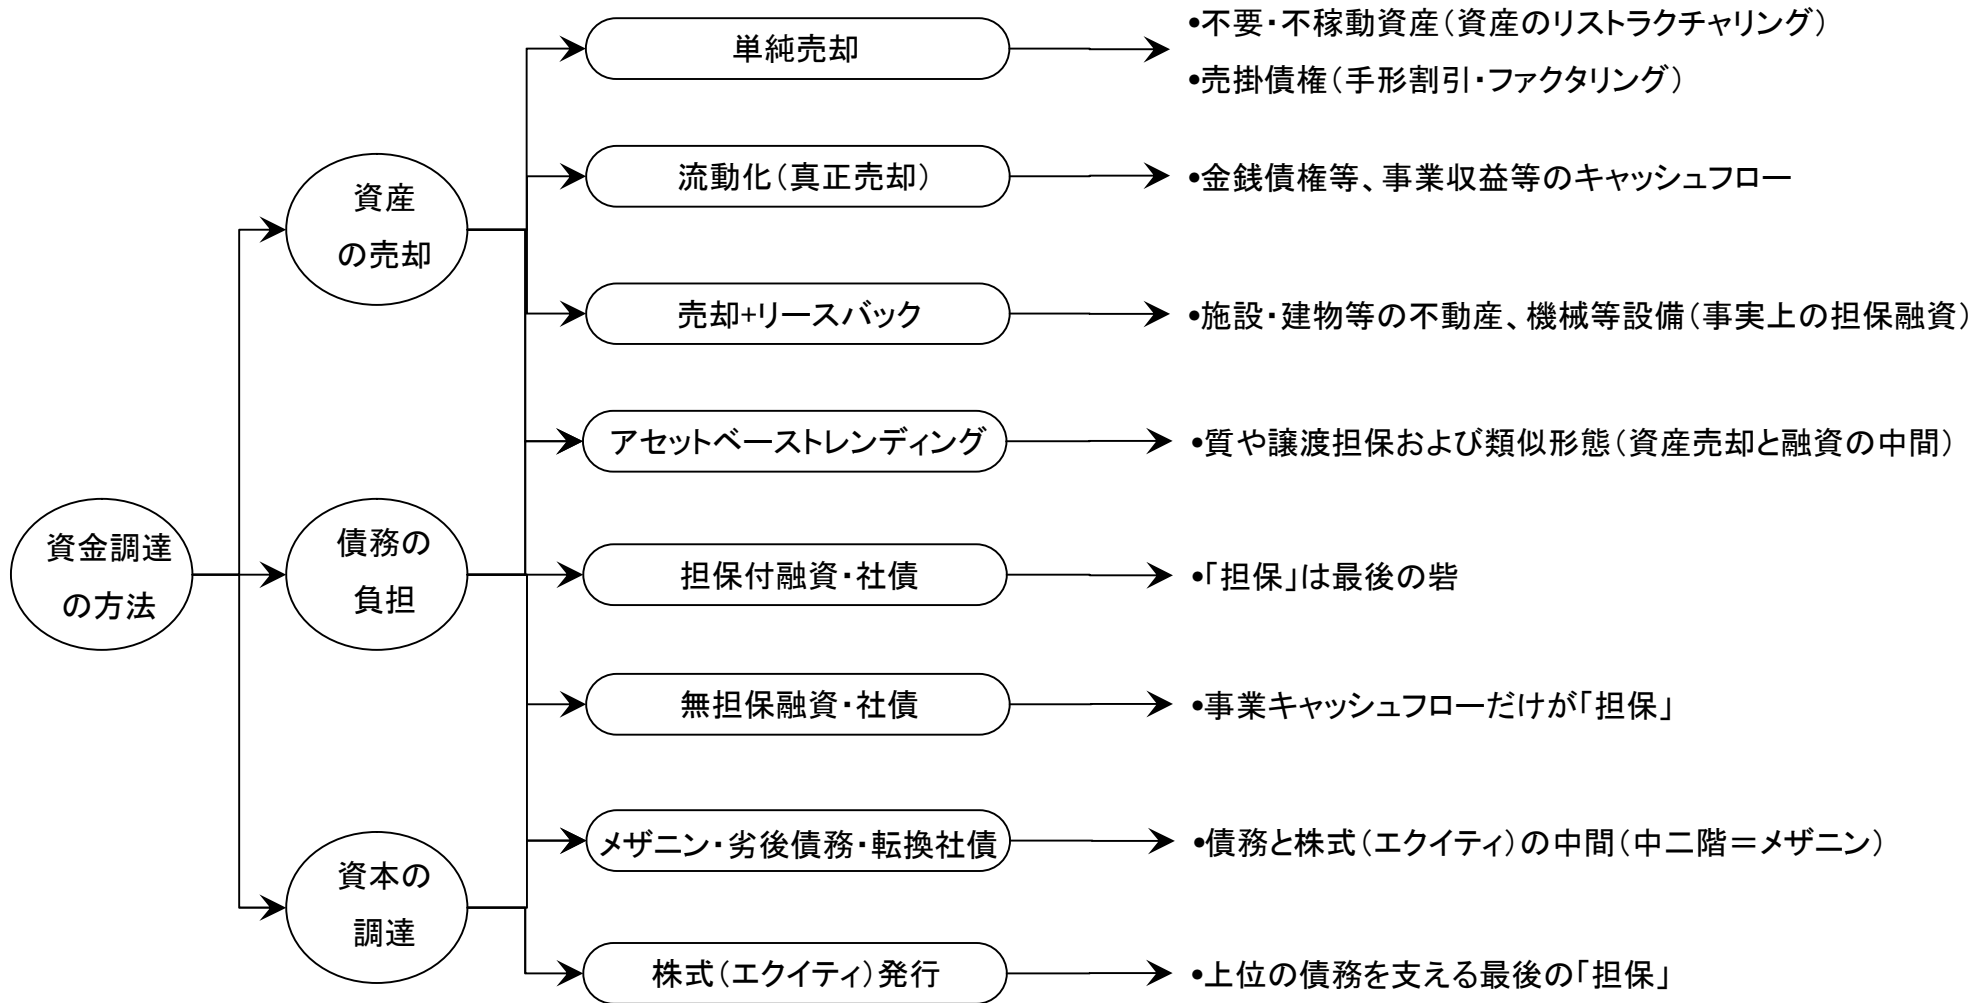 資金調達
の方法
資産
の売却
債務の
負担
資本の
調達
単純売却
•不要・不稼動資産（資産のリストラクチャリング）
•売掛債権（手形割引・ファクタリング）
流動化（真正売却）
•金銭債権等、事業収益等のキャッシュフロー
売却+リースバック
•施設・建物等の不動産、機械等設備（事実上の担保融資）
アセットベーストレンディング
•質や譲渡担保および類似形態（資産売却と融資の中間）
担保付融資・社債
•「担保」は最後の砦
無担保融資・社債
•事業キャッシュフローだけが「担保」
メザニン・劣後債務・転換社債
•債務と株式（エクイティ）の中間（中二階＝メザニン）
株式（エクイティ）発行
•上位の債務を支える最後の「担保」